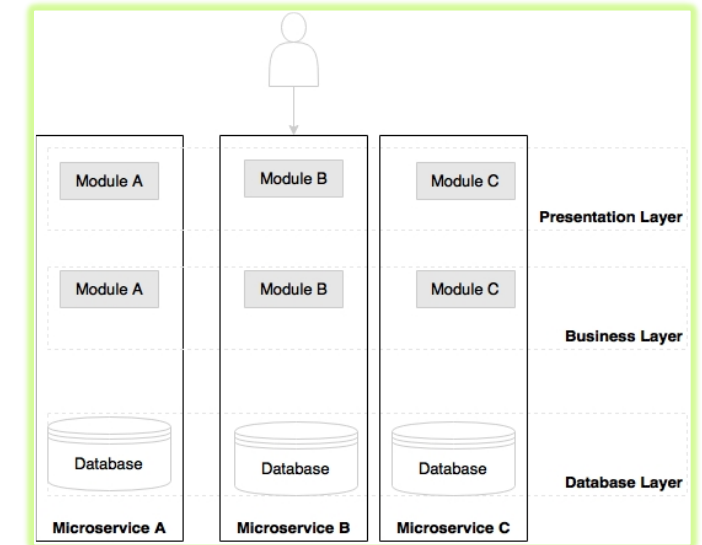 Module A
Module B
Module C
Presentation Layer
Module A
Module B
Module C
Business Layer
Database
Database
Database
Database Layer
Microservice A
Microservice B
Microservice C